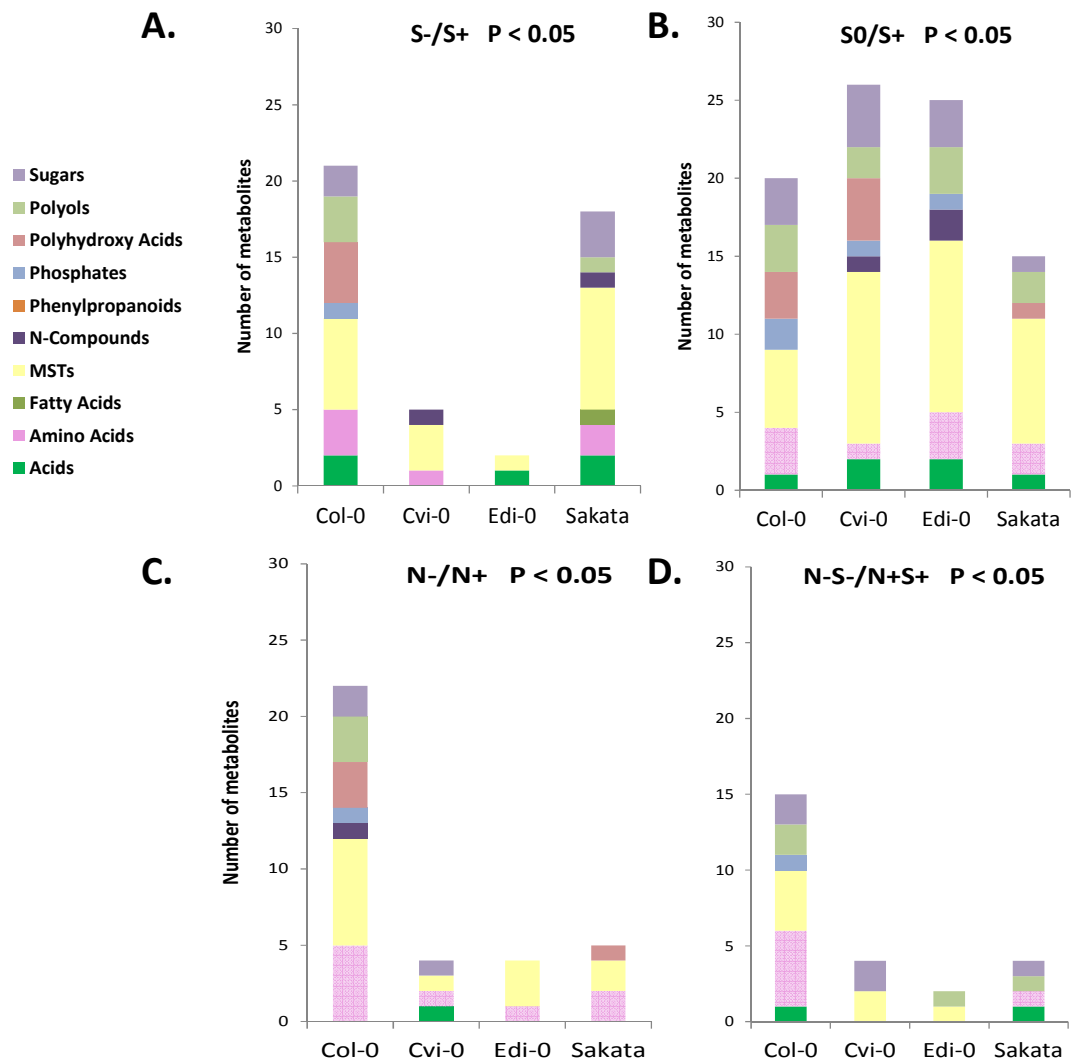 A.
S-/S+ P < 0.05
B.
S0/S+ P < 0.05
Sugars
Polyols
Polyhydroxy Acids
Phosphates
Phenylpropanoids
N-Compounds
MSTs
Fatty Acids
Amino Acids
Acids
Number of metabolites
30
25
20
15
10
5
0
Col-0 Cvi-0 Edi-0 Sakata
Number of metabolites
30
25
20
15
10
5
0
Col-0 Cvi-0 Edi-0 Sakata
C.
N-/N+ P < 0.05
D.
N-S-/N+S+ P < 0.05
Number of metabolites
30
25
20
15
10
5
0
Col-0 Cvi-0 Edi-0 Sakata
30
25
20
15
10
5
0
Col-0 Cvi-0 Edi-0 Sakata